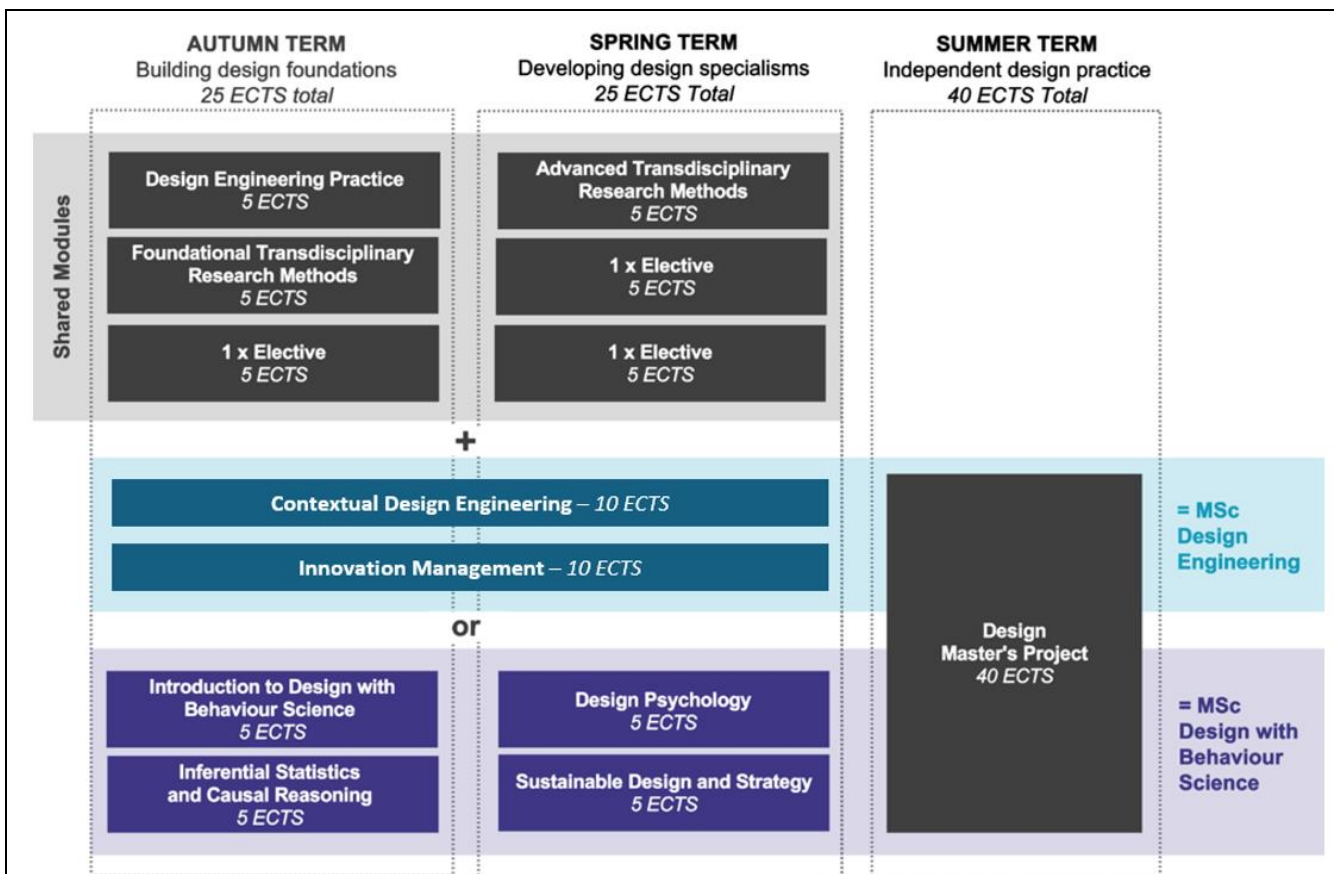 AUTUMN TERM
Building design foundations
25 ECTS total
SPRING TERM
Developing design specialisms
25 ECTS Total
SUMMER TERM
Independent design practice
40 ECTS Total
Shared Modules
Design Engineering Practice
5 ECTS
Foundational Transdisciplinary
Research Methods
5 ECTS
1 x Elective
5 ECTS
Advanced Transdisciplinary
Research Methods
5 ECTS
1 x Elective
5 ECTS
1 x Elective
5 ECTS
+
Contextual Design Engineering – 10 ECTS
Innovation Management – 10 ECTS
= MSc
Design
Engineering
or
Introduction to Design with
Behaviour Science
5 ECTS
Inferential Statistics
and Causal Reasoning
5 ECTS
Design Psychology
5 ECTS
Sustainable Design and Strategy
5 ECTS
Design
Master's Project
40 ECTS
= MSc
Design with
Behaviour
Science